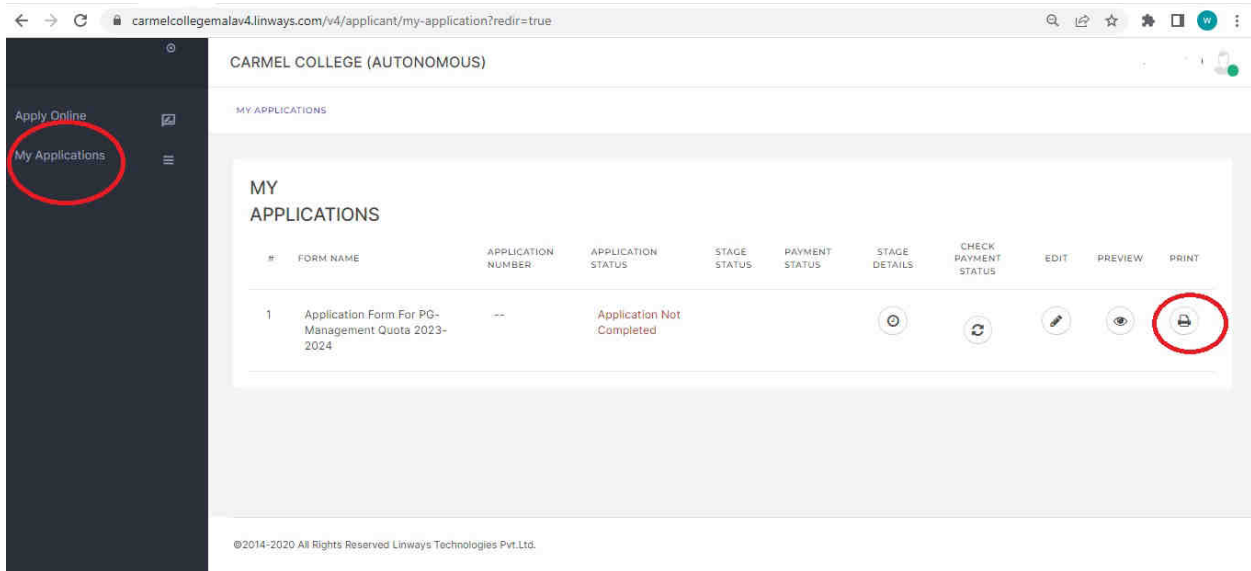 carmelcollegemalav4.linways.com/v4/applicant/my-application?redir=true
W
CARMEL COLLEGE (AUTONOMOUS)
Apply Online
MY APPLICATIONS
My Applications
MY
APPLICATIONS
# FORM NAME APPLICATION NUMBER APPLICATION STATUS STAGE STATUS PAYMENT STATUS STAGE DETAILS CHECK PAYMENT STATUS EDIT PREVIEW PRINT
1 Application Form For PG- -- Application Not
Management Quota 2023- Completed
2024
©2014-2020 All Rights Reserved Linways Technologies Pvt.Ltd.